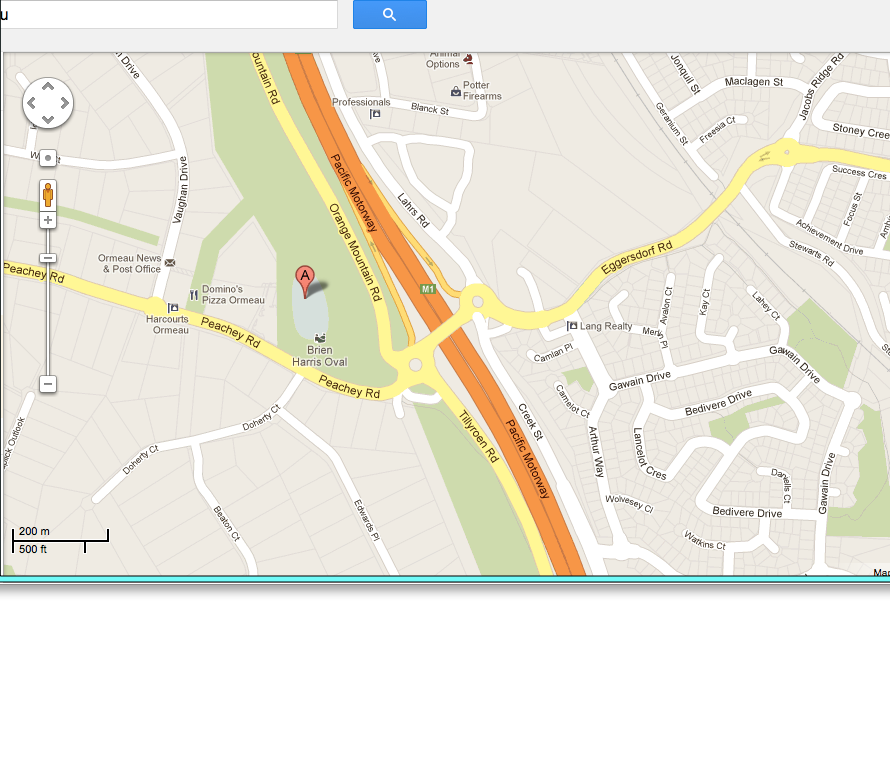 u
Animal
Options
Potter
Firearms
Professionals
Blanck St
Drive
Vaughan Drive
Orange Mountain Rd
Pacific Motorway
Lahrs Rd
Jonquil St
Maclagen St
Jacobs Ridge Rd
Geranium St
Freesia Ct
Stoney Cree
Success Cres
Focus St
Achievement Drive
Stewarts Rd
Eggersdorf Rd
Peachey Rd
Ormeau News
& Post Office
Domino's
Pizza Ormeau
Harcourts
Ormeau
Peachey Rd
A
M1
Brien
Harris Oval
Peachey Rd
Lang Realty
Merlin Pl
Avalon Ct
Kay Ct
Lahey Ct
Camlan Pl
Gawain Drive
Gawain Drive
Camelot Ct
Bedivere Drive
Creek St
Arthur Way
Lancelot Cres
Tillyroen Rd
Pacific Motorway
Doherty Ct
Doherty Ct
Beaton Ct
Edwards Pl
Wolvesey Cl
Daniells Ct
Gawain Drive
Bedivere Drive
Watkins Ct
200 m
500 ft
Map